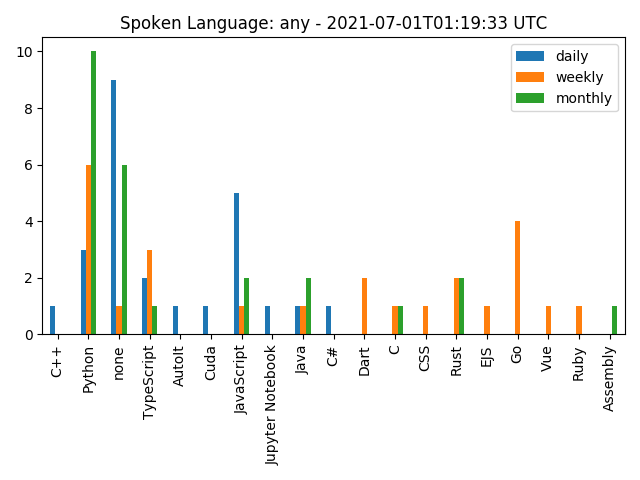 Spoken Language: any - 2021-07-01T01:19:33 UTC
daily
weekly
monthly
10
8
6
4
2
0
C++
Python
none
TypeScript
AutoIt
Cuda
JavaScript
Jupyter Notebook
Java
C#
Dart
C
CSS
Rust
EJS
Go
Vue
Ruby
Assembly